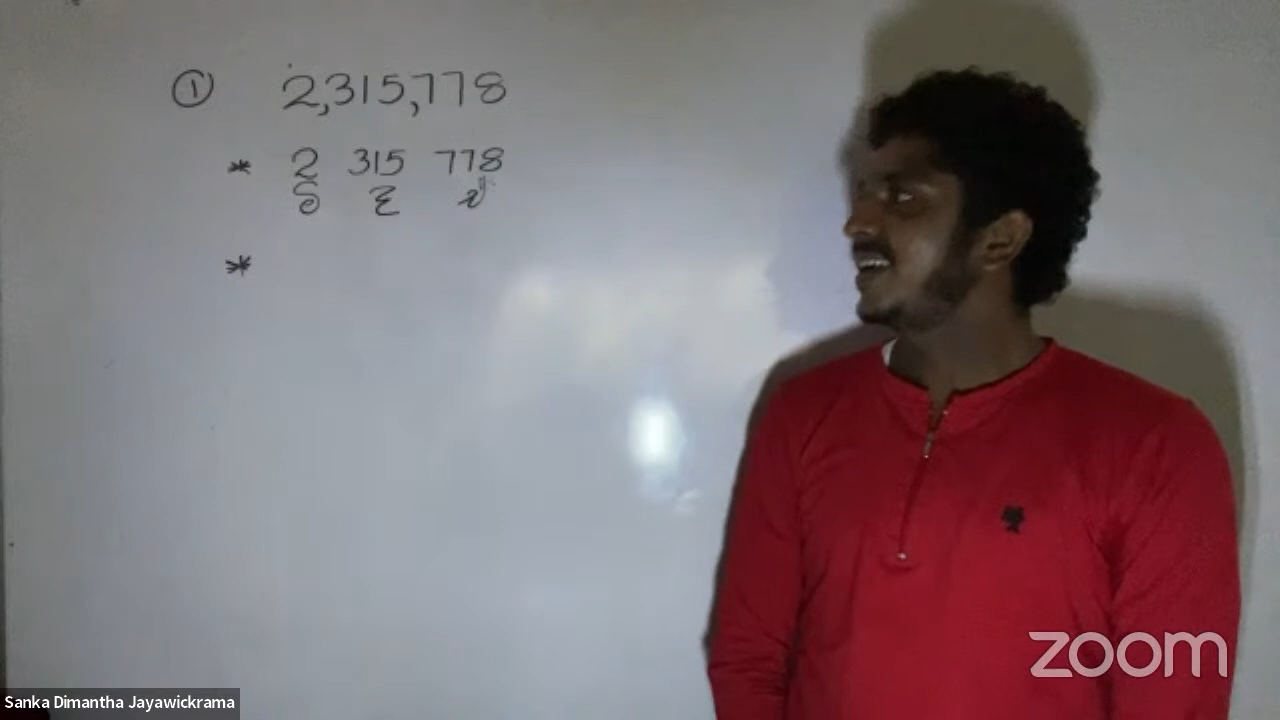 ① 2,315,778
* 2 315 778
*
zoom
Sanka Dimantha Jayawickrama